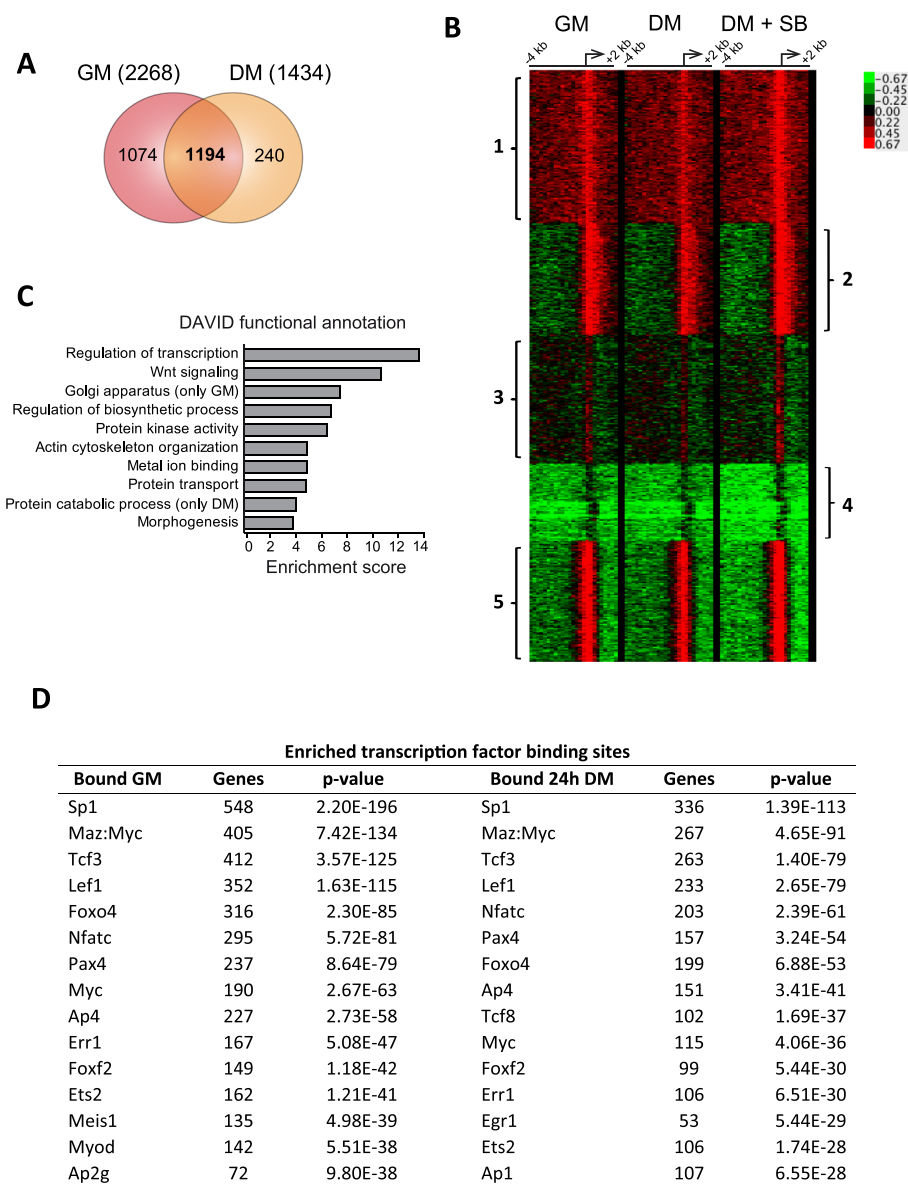 A
GM (2268) DM (1434)
1074 1194 240
B
GM DM DM + SB
-4 kb +2 kb -4 kb +2 kb -4 kb +2 kb
-0.67
-0.45
-0.22
0.00
0.22
0.45
0.67
1
2
3
4
5
C
DAVID functional annotation
Regulation of transcription
Wnt signaling
Golgi apparatus (only GM)
Regulation of biosynthetic process
Protein kinase activity
Actin cytoskeleton organization
Metal ion binding
Protein transport
Protein catabolic process (only DM)
Morphogenesis
0 2 4 6 8 10 12 14
Enrichment score
D
Enriched transcription factor binding sites
Bound GM Genes p-value Bound 24h DM Genes p-value
Sp1 548 2.20E-196 Sp1 336 1.39E-113
Maz:Myc 405 7.42E-134 Maz:Myc 267 4.65E-91
Tcf3 412 3.57E-125 Tcf3 263 1.40E-79
Lef1 352 1.63E-115 Lef1 233 2.65E-79
Foxo4 316 2.30E-85 Nfatc 203 2.39E-61
Nfatc 295 5.72E-81 Pax4 157 3.24E-54
Pax4 237 8.64E-79 Foxo4 199 6.88E-53
Myc 190 2.67E-63 Ap4 151 3.41E-41
Ap4 227 2.73E-58 Tcf8 102 1.69E-37
Err1 167 5.08E-47 Myc 115 4.06E-36
Foxf2 149 1.18E-42 Foxf2 99 5.44E-30
Ets2 162 1.21E-41 Err1 106 6.51E-30
Meis1 135 4.98E-39 Egr1 53 5.44E-29
Myod 142 5.51E-38 Ets2 106 1.74E-28
Ap2g 72 9.80E-38 Ap1 107 6.55E-28